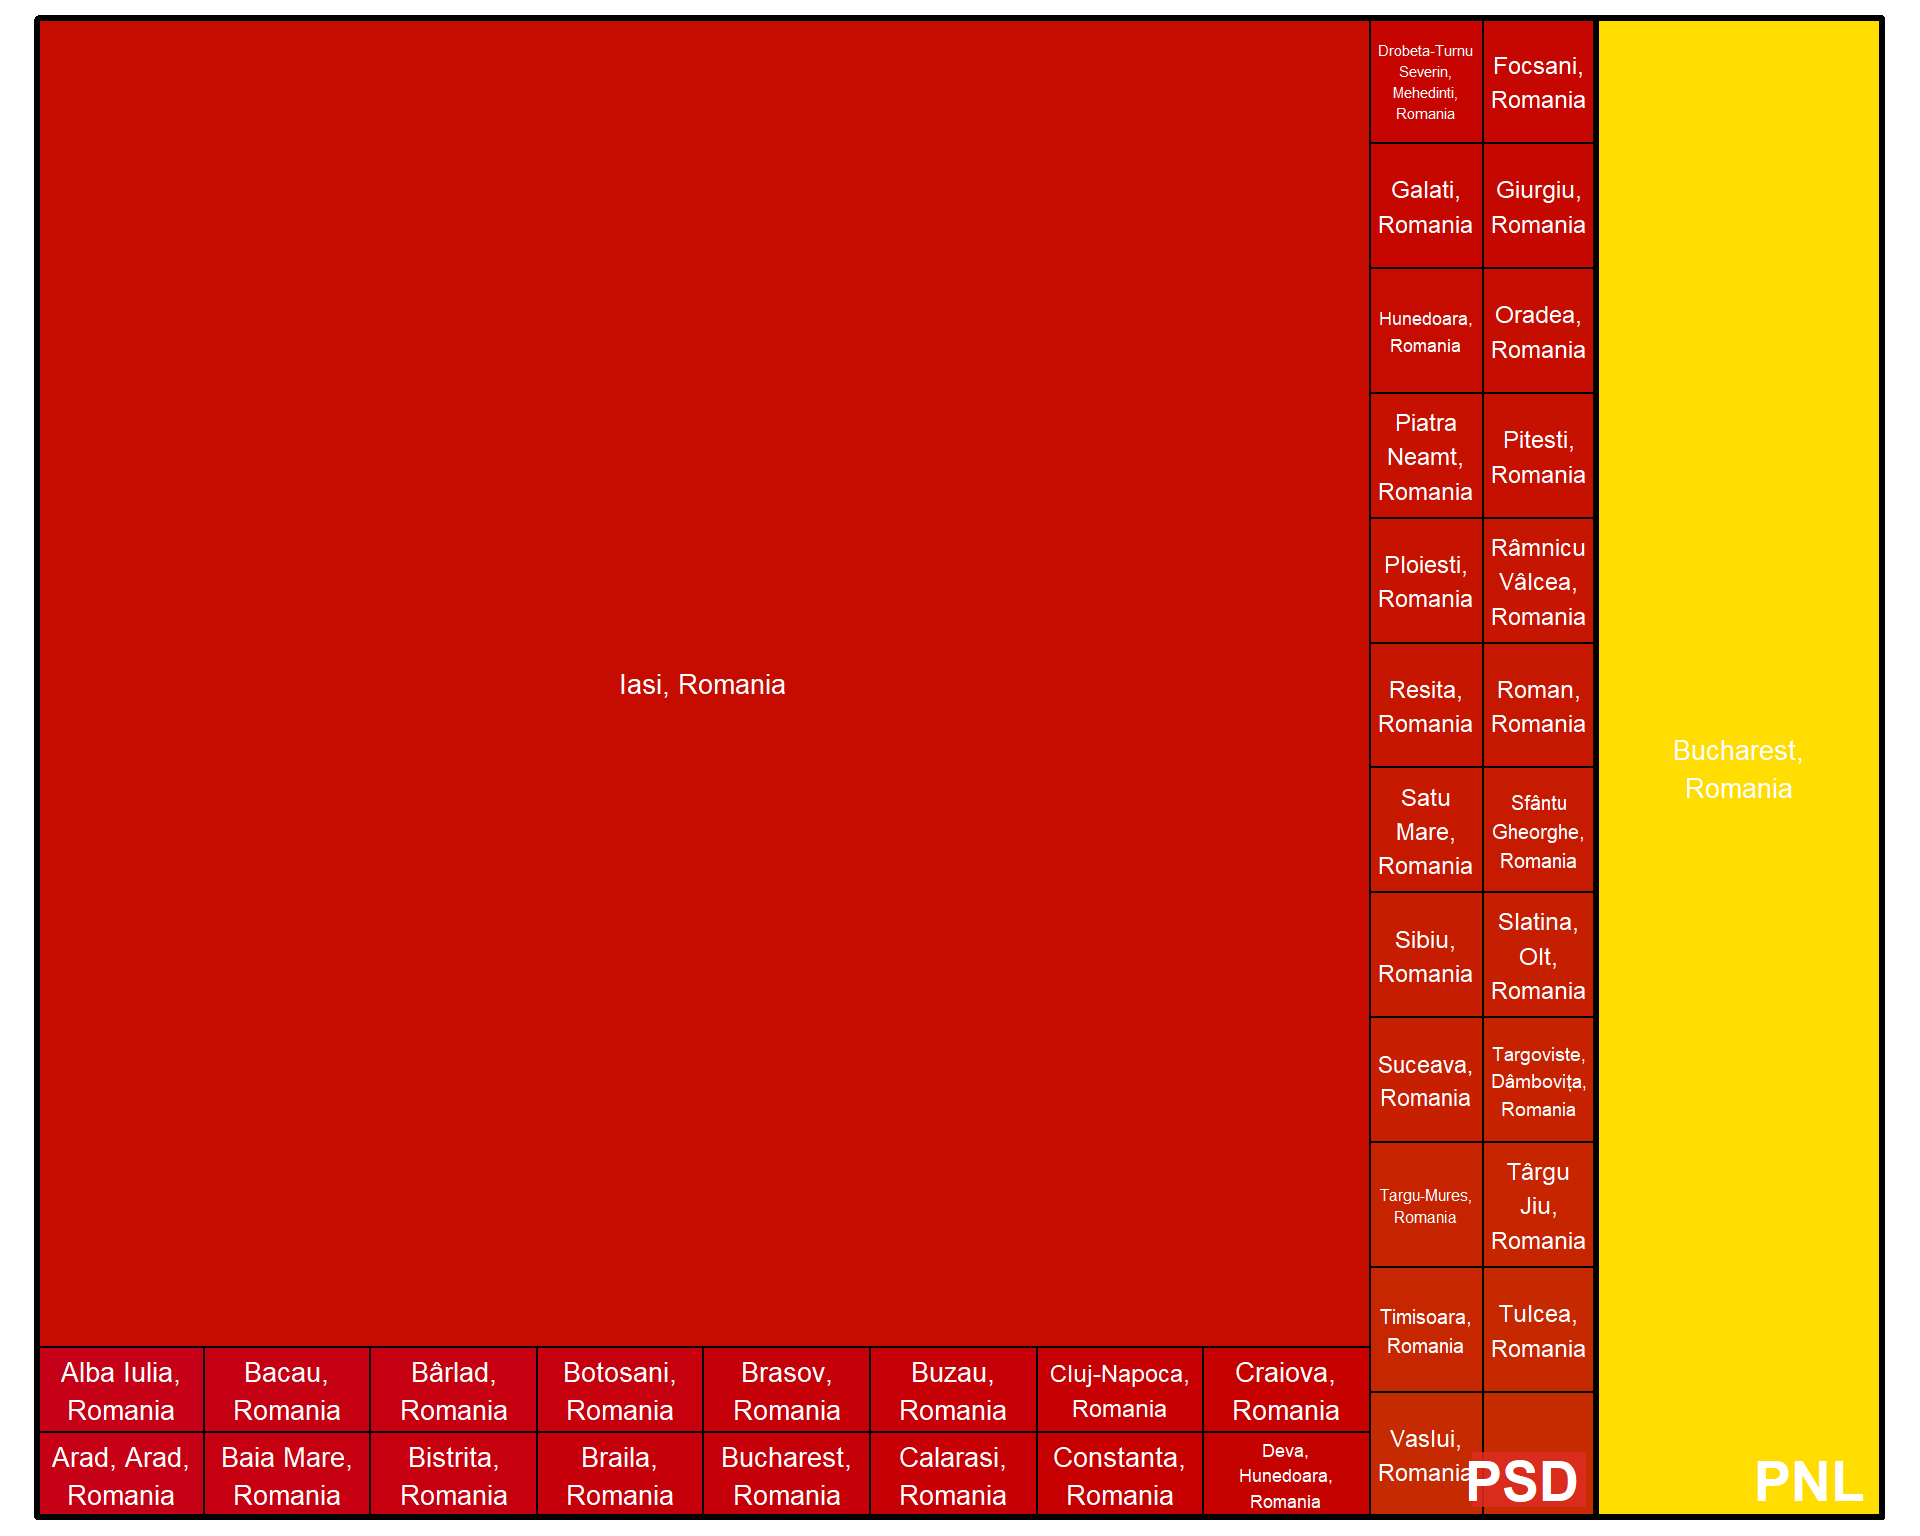 Iasi, Romania
Alba Iulia,
Romania
Bacau,
Romania
Bârlad,
Romania
Botosani,
Romania
Brasov,
Romania
Buzau,
Romania
Cluj-Napoca,
Romania
Craiova,
Romania
Arad, Arad,
Romania
Baia Mare,
Romania
Bistrita,
Romania
Braila,
Romania
Bucharest,
Romania
Calarasi,
Romania
Constanta,
Romania
Deva,
Hunedoara,
Romania
Drobeta-Turnu
Severin,
Mehedinti,
Romania
Focsani,
Romania
Galati,
Romania
Giurgiu,
Romania
Hunedoara,
Romania
Oradea,
Romania
Piatra
Neamt,
Romania
Pitesti,
Romania
Ploiesti,
Romania
Râmnicu
Vâlcea,
Romania
Resita,
Romania
Roman,
Romania
Satu
Mare,
Romania
Sfântu
Gheorghe,
Romania
Sibiu,
Romania
Slatina,
Olt,
Romania
Suceava,
Romania
Targoviste,
Dâmbovița,
Romania
Targu-Mures,
Romania
Târgu
Jiu,
Romania
Timisoara,
Romania
Tulcea,
Romania
Vaslui,
Romania
PSD
Bucharest,
Romania
PNL